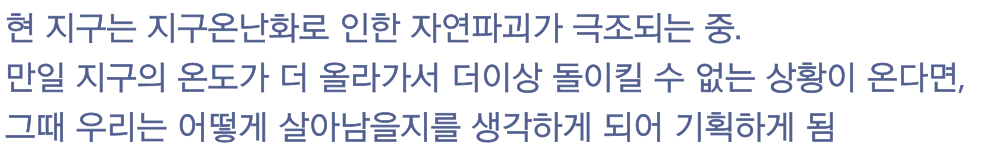 현 지구는 지구온난화로 인한 자연파괴가 극조되는 중.
만일 지구의 온도가 더 올라가서 더이상 돌이킬 수 없는 상황이 온다면,
그때 우리는 어떻게 살아남을지를 생각하게 되어 기획하게 됨